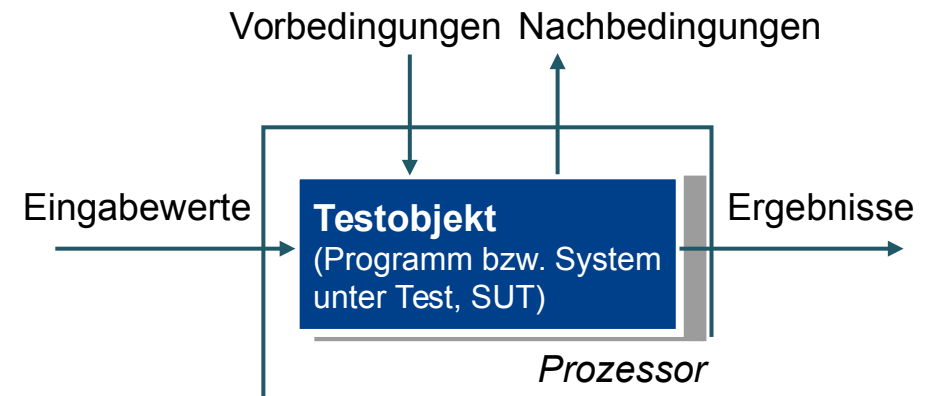 Vorbedingungen Nachbedingungen
Eingabewerte
Testobjekt
(Programm bzw. System
unter Test, SUT)
Ergebnisse
Prozessor